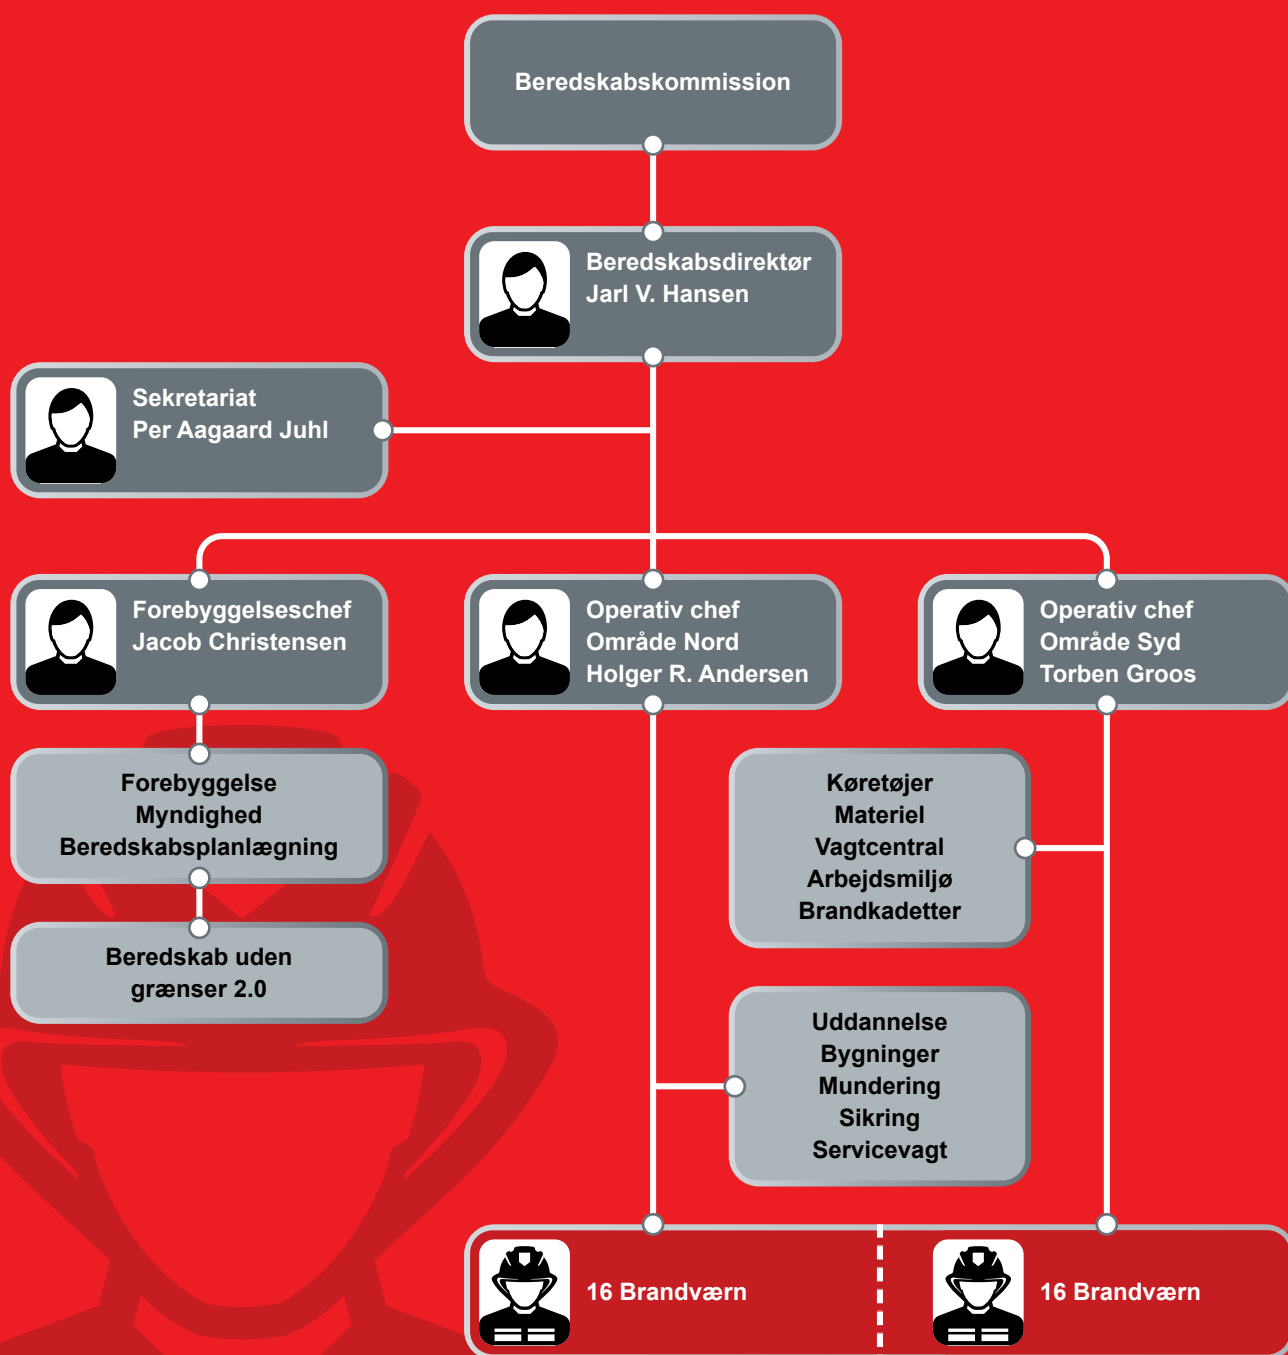 Beredskabskommission
Beredskabsdirektør
Jarl V. Hansen
Sekretariat
Per Aagaard Juhl
Forebyggelseschef
Jacob Christensen
Operativ chef
Område Nord
Holger R. Andersen
Operativ chef
Område Syd
Torben Groos
Forebyggelse
Myndighed
Beredskabsplanlægning
Beredskab uden
grænser 2.0
Køretøjer
Materiel
Vagtcentral
Arbejdsmiljø
Brandkadetter
Uddannelse
Bygninger
Mundering
Sikring
Servicevagt
16 Brandværn
16 Brandværn